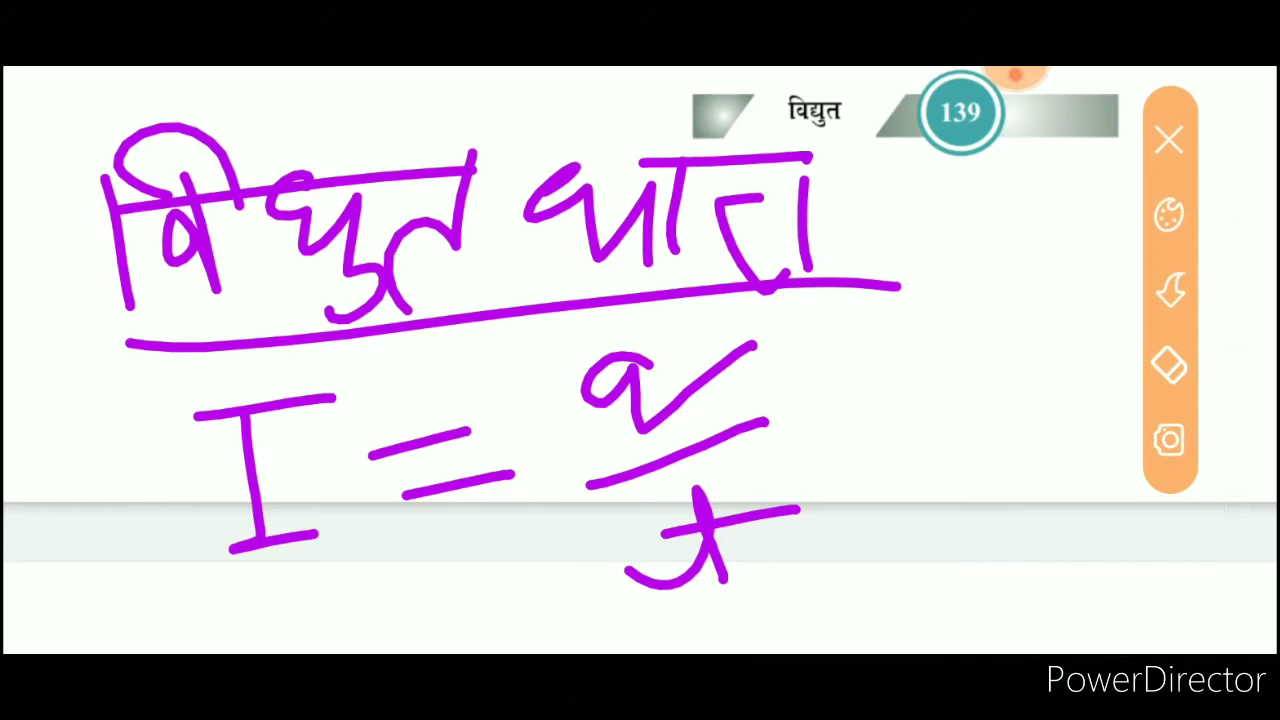 विद्युत 139
विधुत धारा
I = q/t
PowerDirector